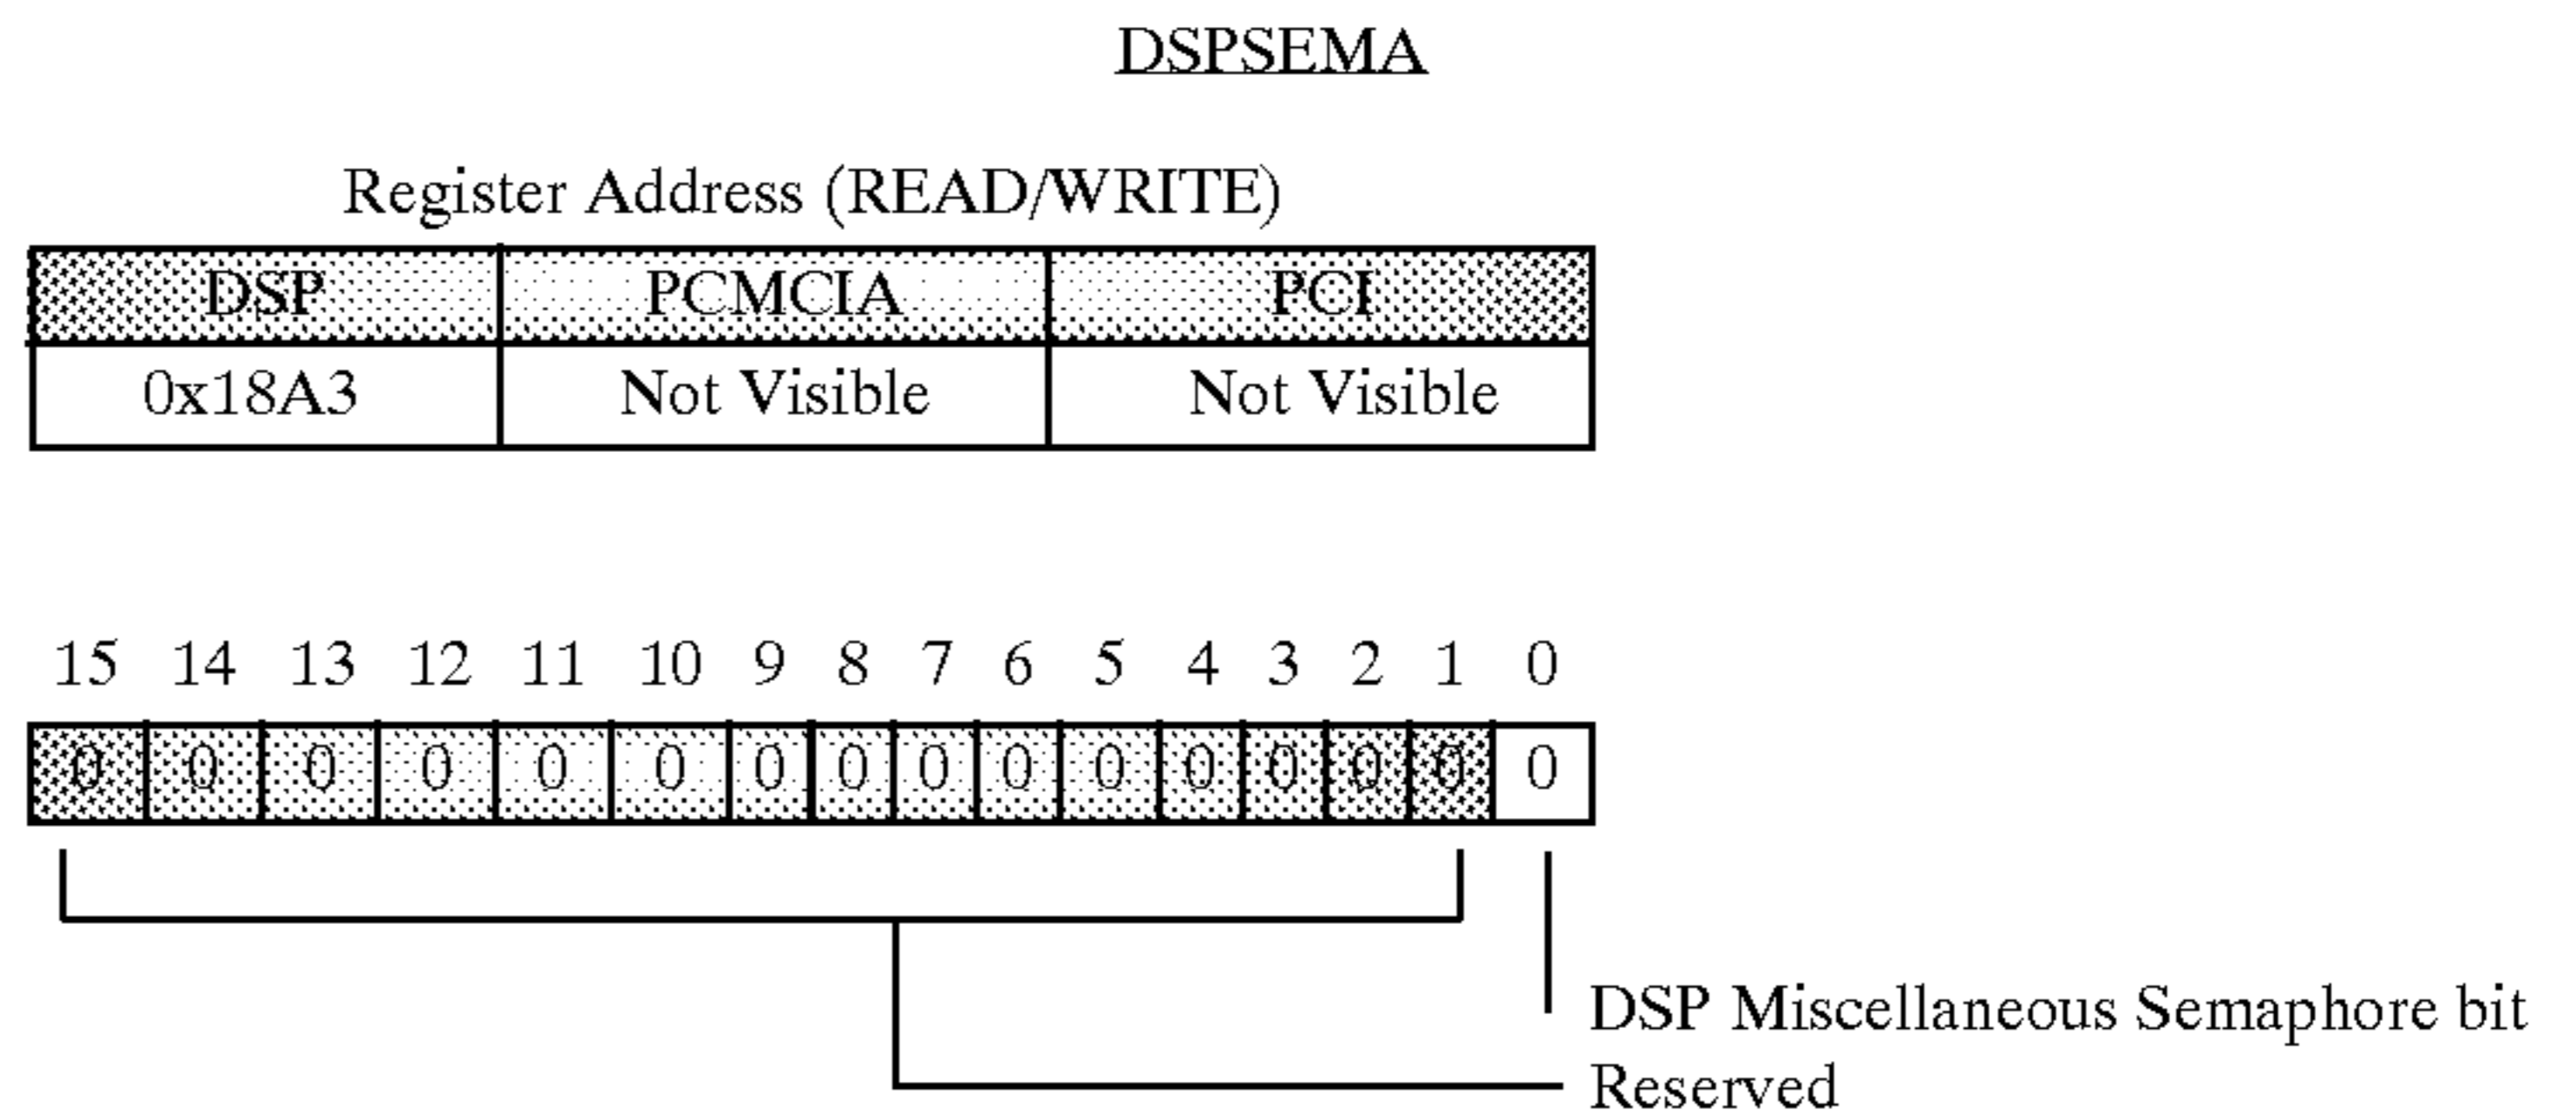 DSPSEMA
Register Address (READ/WRITE)
DSP PCMCIA PCI
0x18A3 Not Visible Not Visible
15 14 13 12 11 10 9 8 7 6 5 4 3 2 1 0
0 0 0 0 0 0 0 0 0 0 0 0 0 0 0 0
DSP Miscellaneous Semaphore bit
Reserved